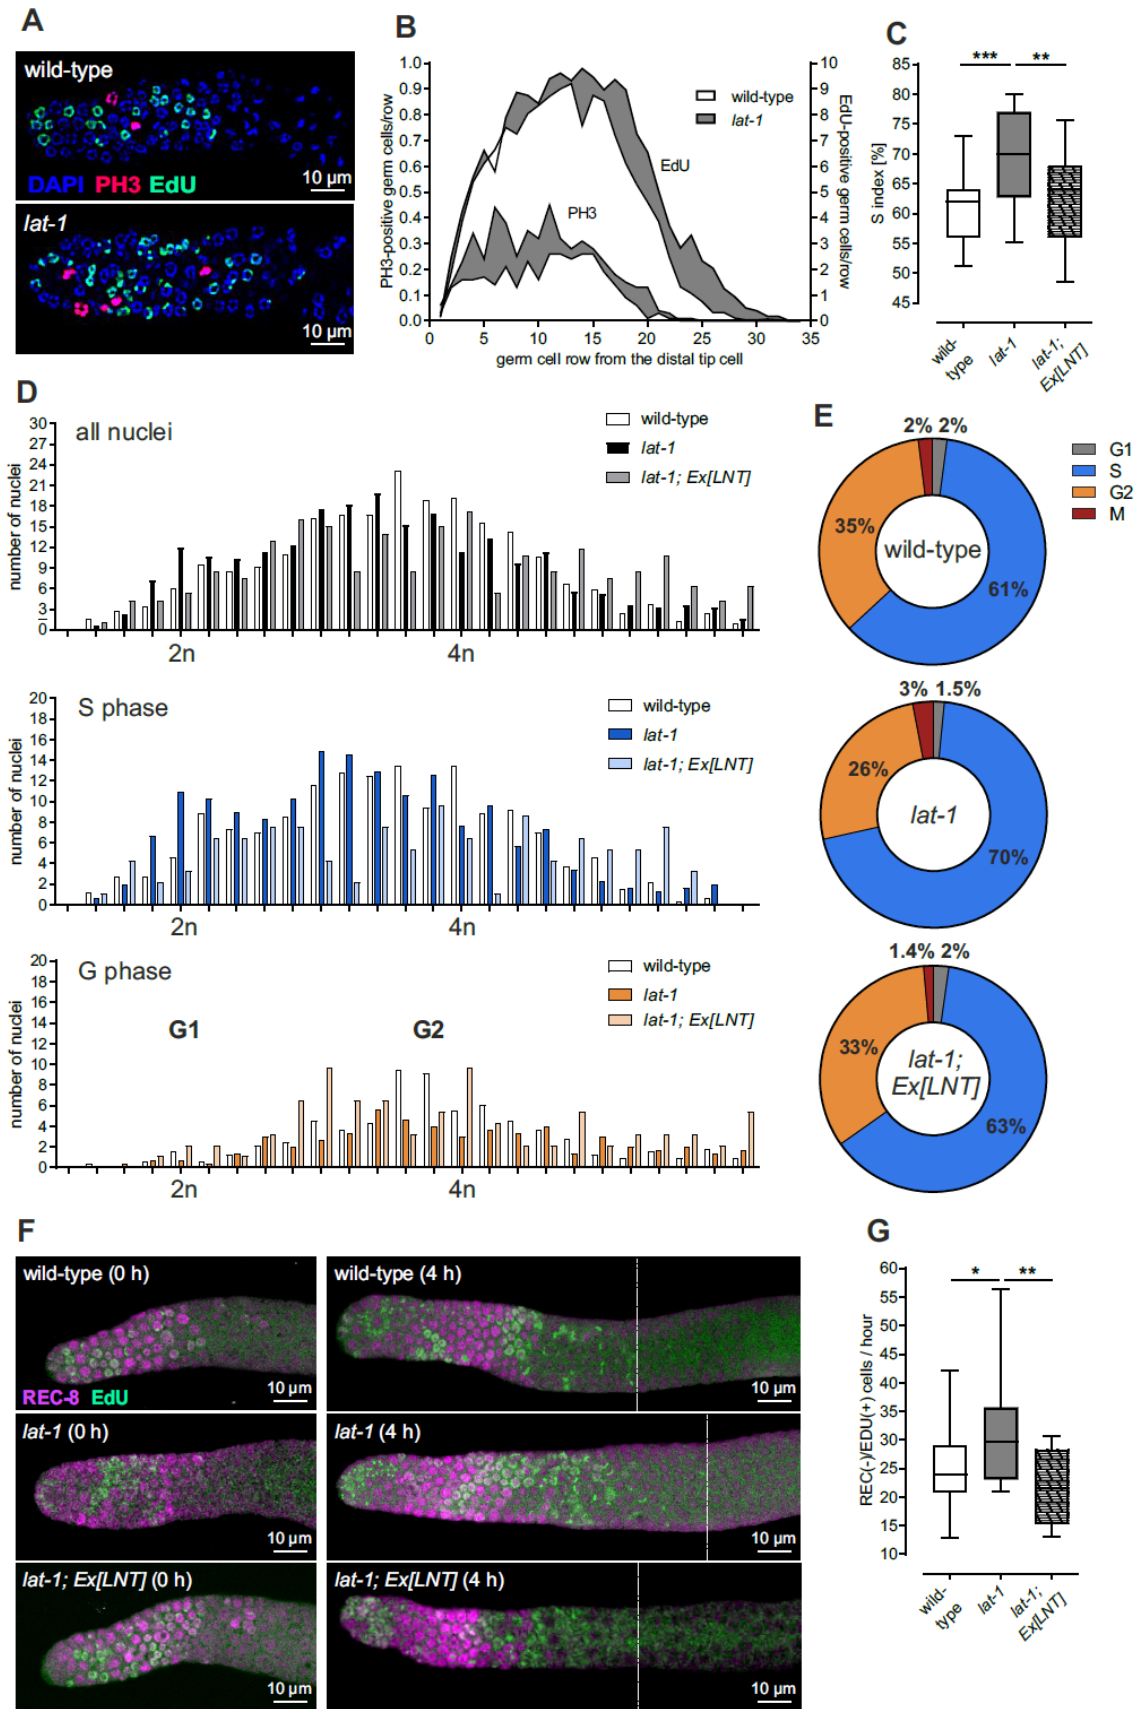 A
wild-type
DAPI PH3 EdU
10 µm
lat-1
10 µm
B
1.0
0.9
0.8
0.7
0.6
0.5
0.4
0.3
0.2
0.1
0.0
PH3-positive germ cells/row
10
9
8
7
6
5
4
3
2
1
0
EdU-positive germ cells/row
wild-type
lat-1
EdU
PH3
0 5 10 15 20 25 30 35
germ cell row from the distal tip cell
C
*** **
85
80
75
70
65
60
55
50
45
S index [%]
wild-type
lat-1
lat-1; Ex[LNT]
D
all nuclei
30
27
24
21
18
15
12
9
6
3
0
number of nuclei
wild-type
lat-1
lat-1; Ex[LNT]
2n 4n
S phase
20
18
16
14
12
10
8
6
4
2
0
number of nuclei
wild-type
lat-1
lat-1; Ex[LNT]
2n 4n
G phase
20
18
16
14
12
10
8
6
4
2
0
number of nuclei
wild-type
lat-1
lat-1; Ex[LNT]
G1 G2
2n 4n
E
G1
S
G2
M
2% 2%
35%
wild-type
61%
3% 1.5%
26%
lat-1
70%
1.4% 2%
33%
lat-1;
Ex[LNT]
63%
F
wild-type (0 h)
REC-8 EdU
10 µm
wild-type (4 h)
10 µm
lat-1 (0 h)
10 µm
lat-1 (4 h)
10 µm
lat-1; Ex[LNT] (0 h)
10 µm
lat-1; Ex[LNT] (4 h)
10 µm
G
* **
60
55
50
45
40
35
30
25
20
15
10
REC(-)/EDU(+) cells / hour
wild-type
lat-1
lat-1; Ex[LNT]